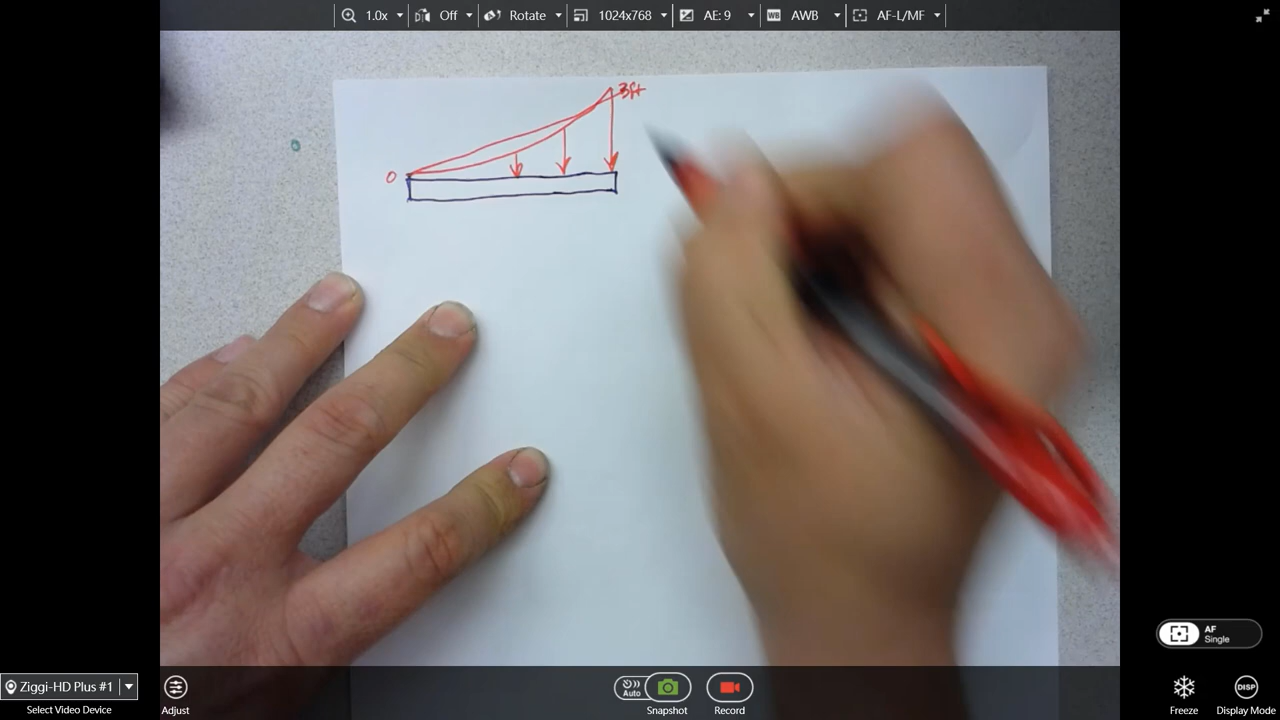 1.0x
Off
Rotate
1024x768
AE: 9
AWB
AF-L/MF
3ft
0
AF
Single
Ziggi-HD Plus #1
Select Video Device
Adjust
Auto
Snapshot
Record
Freeze
DISP
Display Mode